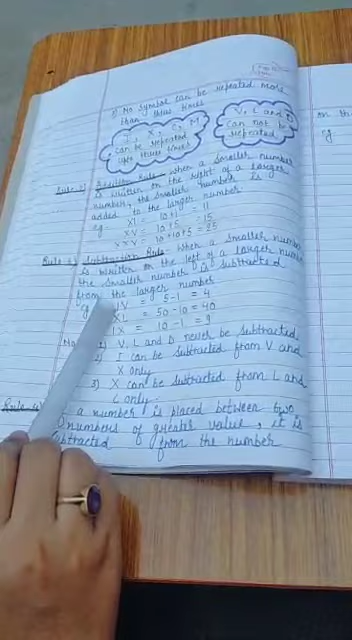 1) No symbol can be repeated more
than three times
I, X, C, M
can be repeated
upto three times
V, L and D
can not be
repeated
Rule 2) Addition Rule - When a smaller number
is written on the right of a larger
number, the smaller number is
added to the larger number
eg. XI = 10+1 = 11
XV = 10+5 = 15
XXV = 10+10+5 = 25
Rule 3) Subtraction Rule - When a smaller number
is written on the left of a larger number
the smaller number is subtracted
from the larger number
IV = 5-1 = 4
XL = 50-10 = 40
IX = 10-1 = 9
V, L and D never be subtracted
2) I can be subtracted from V and
X only
3) X can be subtracted from L and
C only.
Rule 4)
a number is placed between two
numbers of greater value, it is
subtracted from the number
on th
eg